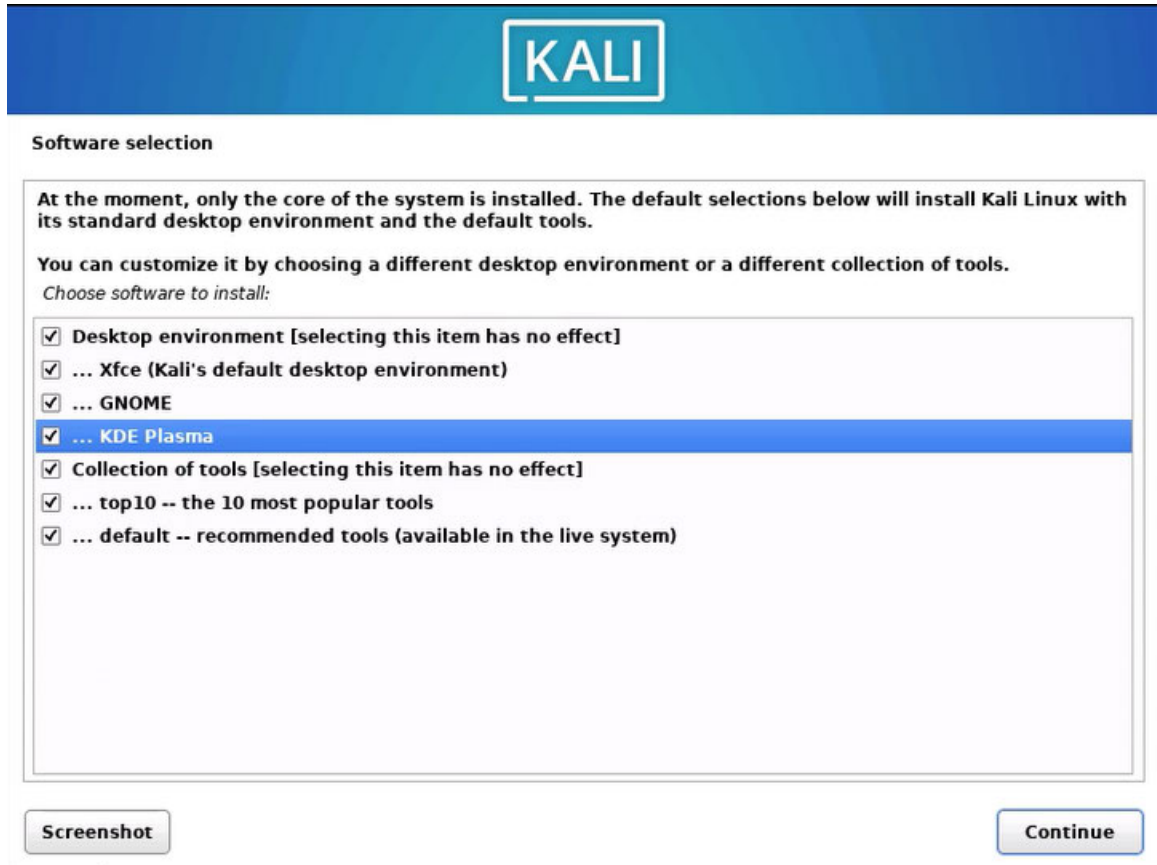 KALI
Software selection
At the moment, only the core of the system is installed. The default selections below will install Kali Linux with
its standard desktop environment and the default tools.
You can customize it by choosing a different desktop environment or a different collection of tools.
Choose software to install:
Desktop environment [selecting this item has no effect]
... Xfce (Kali's default desktop environment)
... GNOME
... KDE Plasma
Collection of tools [selecting this item has no effect]
... top10 -- the 10 most popular tools
... default -- recommended tools (available in the live system)
Screenshot
Continue